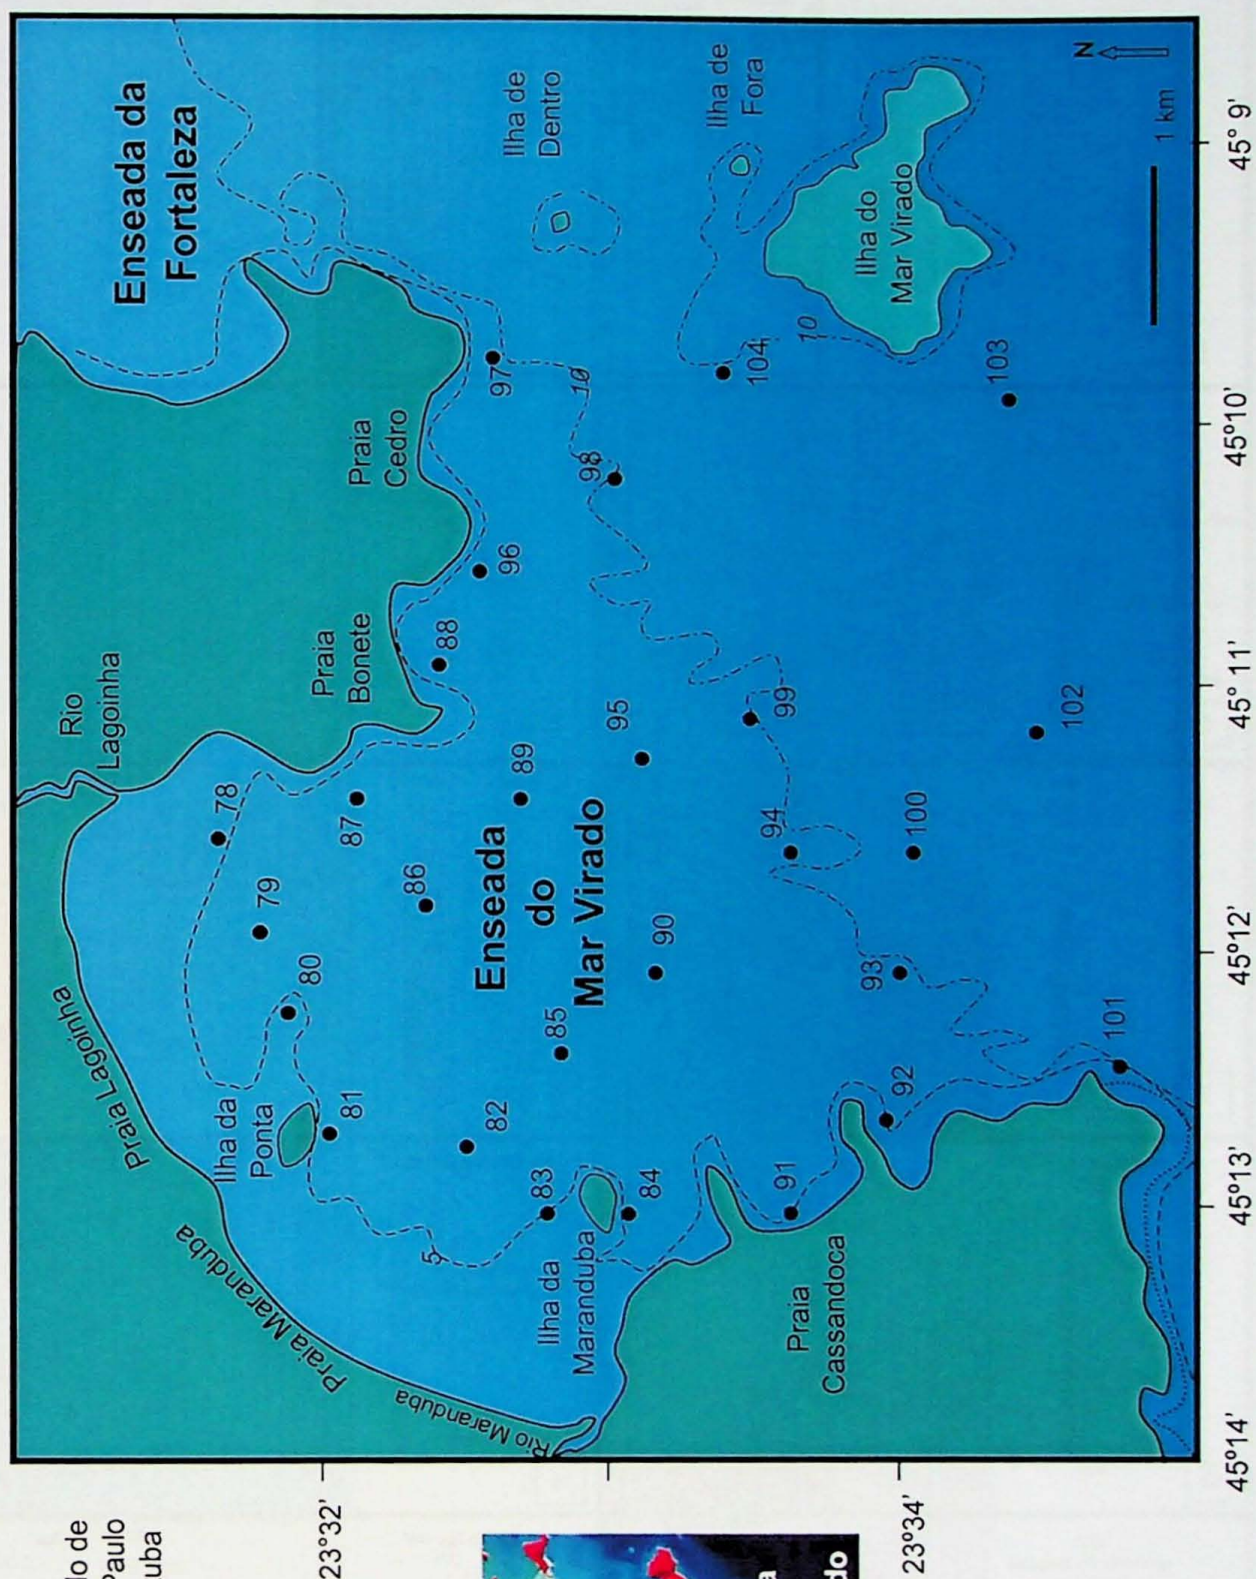 Enseada da
Fortaleza
Rio
Lagoinha
Praia Lagoinha
Praia Maranduba
Rio Maranduba
Ilha da
Ponta
Praia
Bonete
Praia
Cedro
Ilha de
Dentro
Ilha de
Fora
Ilha do
Mar Virado
Enseada
do
Mar Virado
Ilha da
Maranduba
Praia
Cassandoca
78
79
80
81
82
83
84
85
86
87
88
89
90
91
92
93
94
95
96
97
98
99
100
101
102
103
104
5
10
10
N
1 km
23°32'
23°34'
45°14'
45°13'
45°12'
45° 11'
45°10'
45° 9'
Paulo